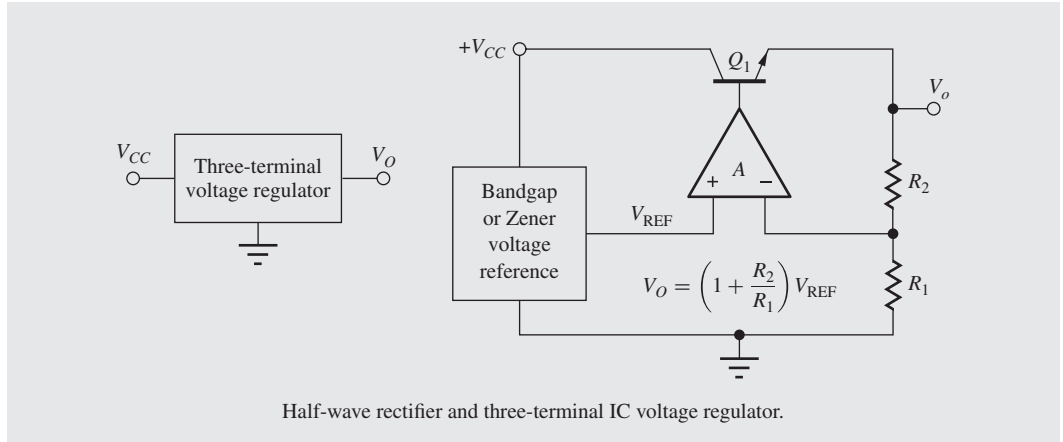 V_CC
Three-terminal
voltage regulator
V_O
+V_CC
Q_1
V_o
A
+
−
R_2
Bandgap
or Zener
voltage
reference
V_REF
V_O = (1 + R_2/R_1) V_REF
R_1
Half-wave rectifier and three-terminal IC voltage regulator.